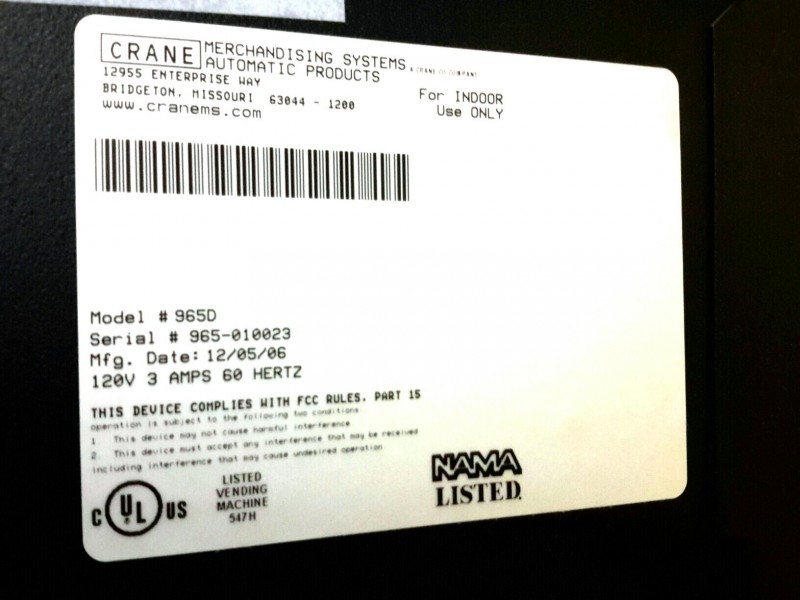 CRANE MERCHANDISING SYSTEMS
AUTOMATIC PRODUCTS A CRANE CO COMPANY
12955 ENTERPRISE WAY
BRIDGETON, MISSOURI 63044 - 1200
www.cranems.com
For INDOOR
Use ONLY
Model # 965D
Serial # 965-010023
Mfg. Date: 12/05/06
120V 3 AMPS 60 HERTZ
THIS DEVICE COMPLIES WITH FCC RULES, PART 15
operation is subject to the following two conditions:
1. This device may not cause harmful interference
2. This device must accept any interference that may be received
including interference that may cause undesired operation.
C UL ® US
LISTED
VENDING
MACHINE
547H
NAMA
LISTED.